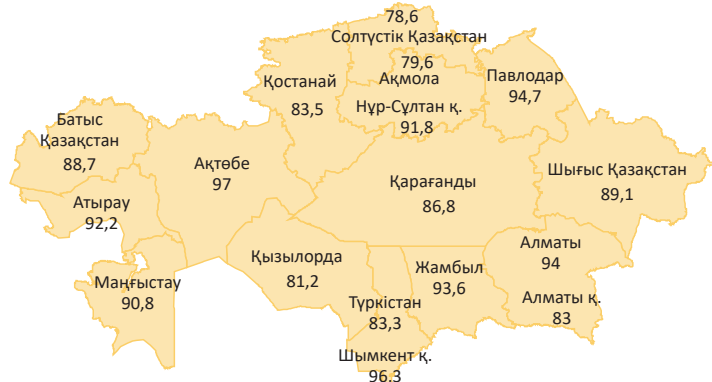 78,6
Солтүстік Қазақстан
79,6
Ақмола
Қостанай
83,5
Павлодар
94,7
Нұр-Сұлтан қ.
91,8
Батыс
Қазақстан
88,7
Ақтөбе
97
Қарағанды
86,8
Шығыс Қазақстан
89,1
Атырау
92,2
Маңғыстау
90,8
Қызылорда
81,2
Жамбыл
93,6
Алматы
94
Түркістан
83,3
Алматы қ.
83
Шымкент қ.
96,3